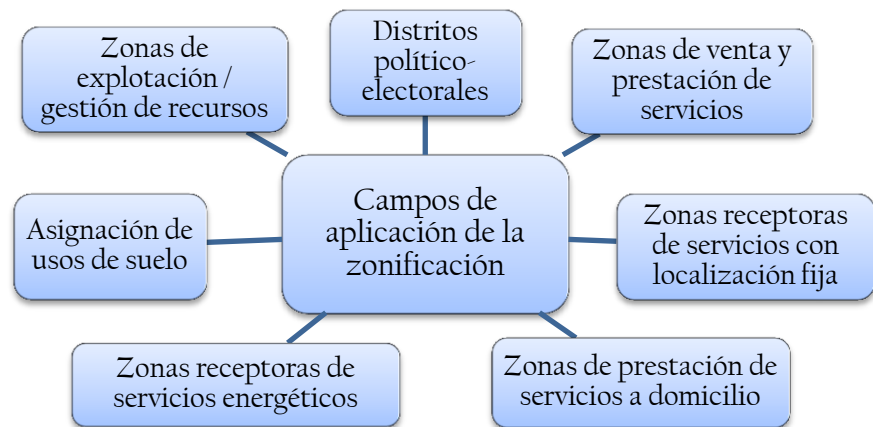 Zonas de
explotación /
gestión de recursos
Distritos
político-
electorales
Zonas de venta y
prestación de
servicios
Asignación de
usos de suelo
Campos de
aplicación de la
zonificación
Zonas receptoras
de servicios con
localización fija
Zonas receptoras de
servicios energéticos
Zonas de prestación de
servicios a domicilio